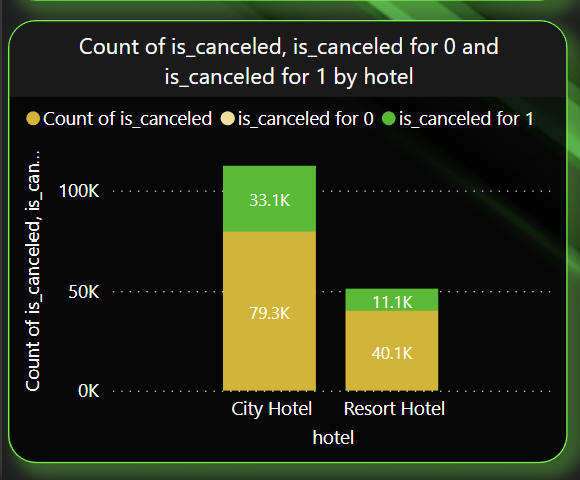 Count of is_canceled, is_canceled for 0 and
is_canceled for 1 by hotel
Count of is_canceled is_canceled for 0 is_canceled for 1
Count of is_canceled, is_can...
100K
50K
0K
33.1K
79.3K
11.1K
40.1K
City Hotel Resort Hotel
hotel